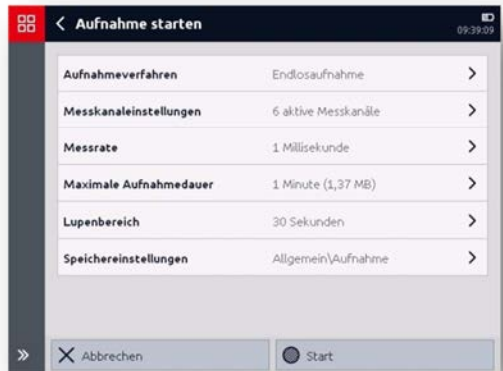 Aufnahme starten
09:39:09
Aufnahmeverfahren Endlosaufnahme
Messkanaleinstellungen 6 aktive Messkanäle
Messrate 1 Millisekunde
Maximale Aufnahmedauer 1 Minute (1,37 MB)
Lupenbereich 30 Sekunden
Speichereinstellungen Allgemein\Aufnahme
Abbrechen Start